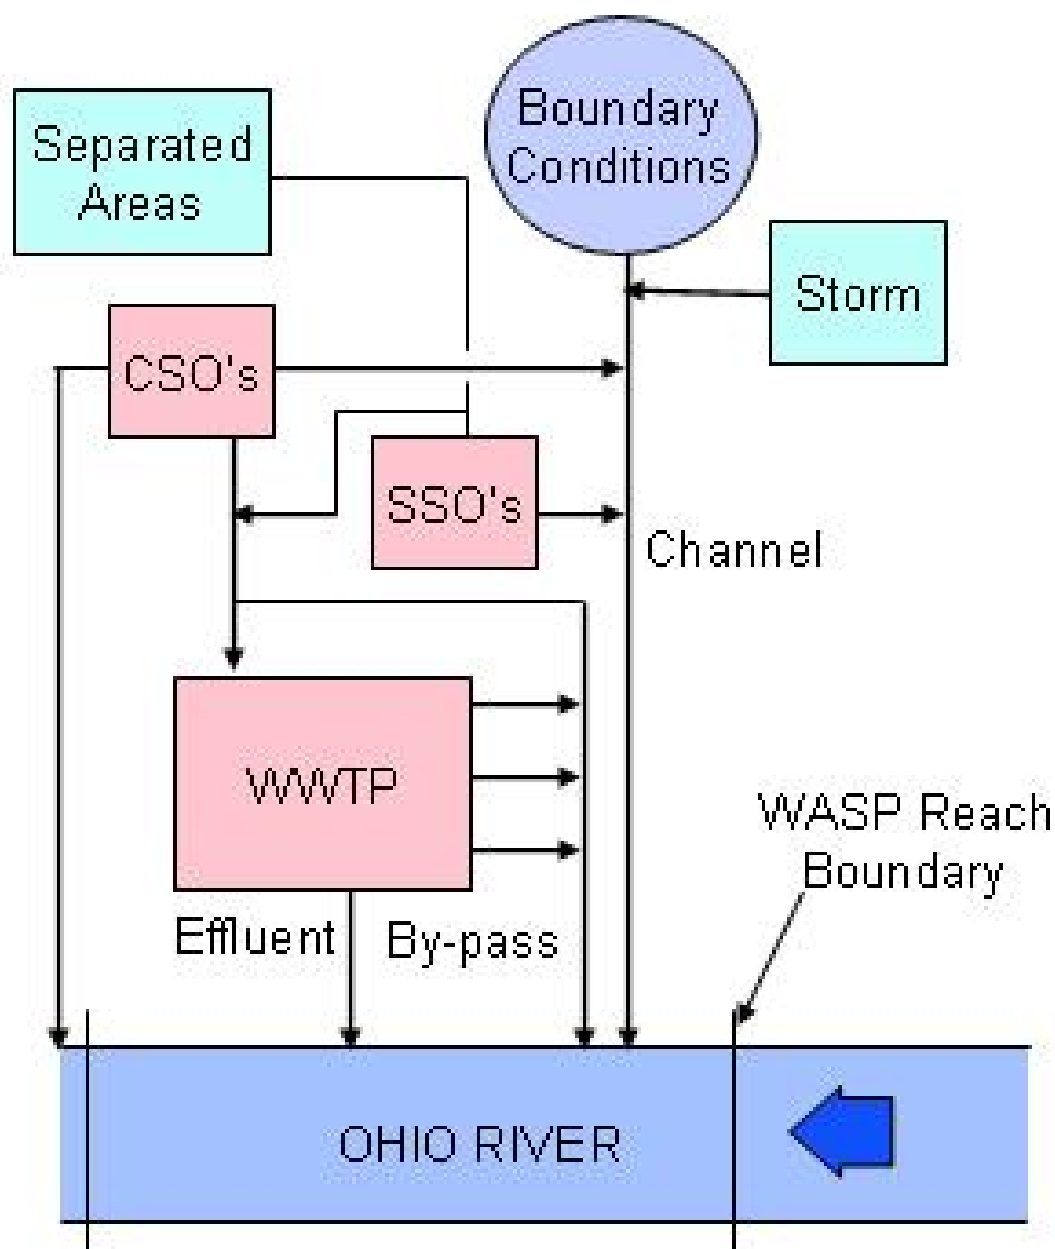 Boundary
Conditions
Separated
Areas
Storm
CSO's
SSO's
Channel
WWTP
WASP Reach
Boundary
Effluent
By-pass
OHIO RIVER